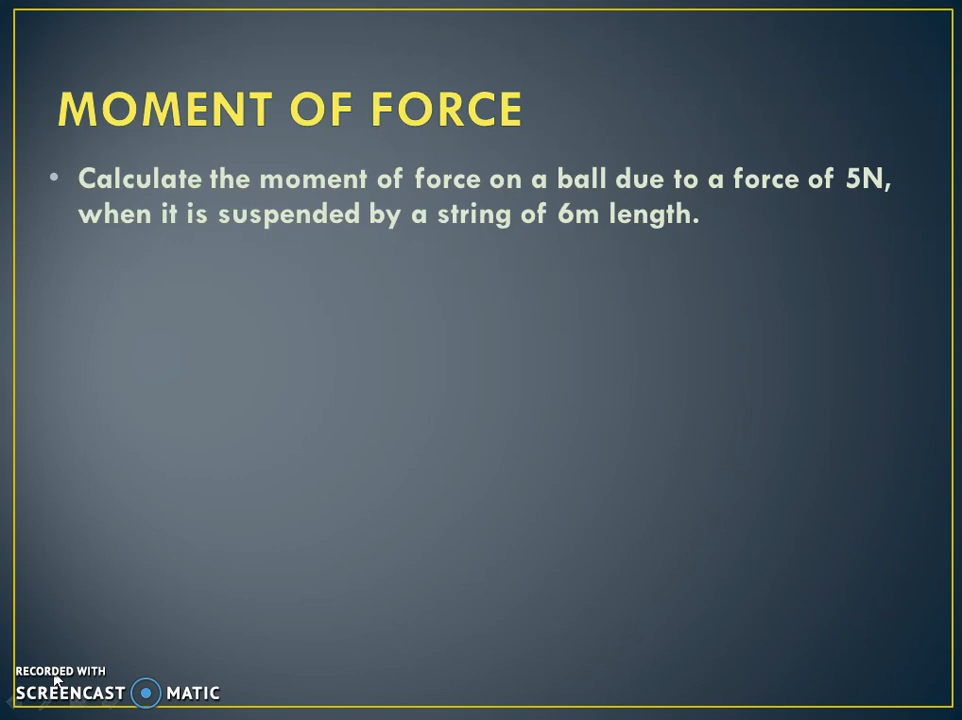 MOMENT OF FORCE
• Calculate the moment of force on a ball due to a force of 5N,
when it is suspended by a string of 6m length.
RECORDED WITH
SCREENCAST MATIC